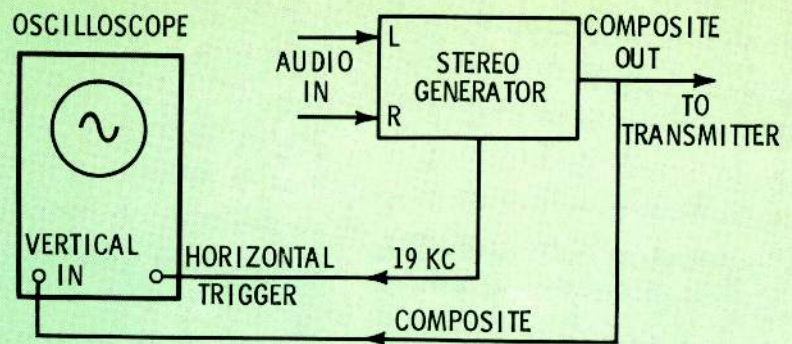 OSCILLOSCOPE
VERTICAL
IN
HORIZONTAL
TRIGGER
19 KC
COMPOSITE
AUDIO
IN
L
R
STEREO
GENERATOR
COMPOSITE
OUT
TO
TRANSMITTER